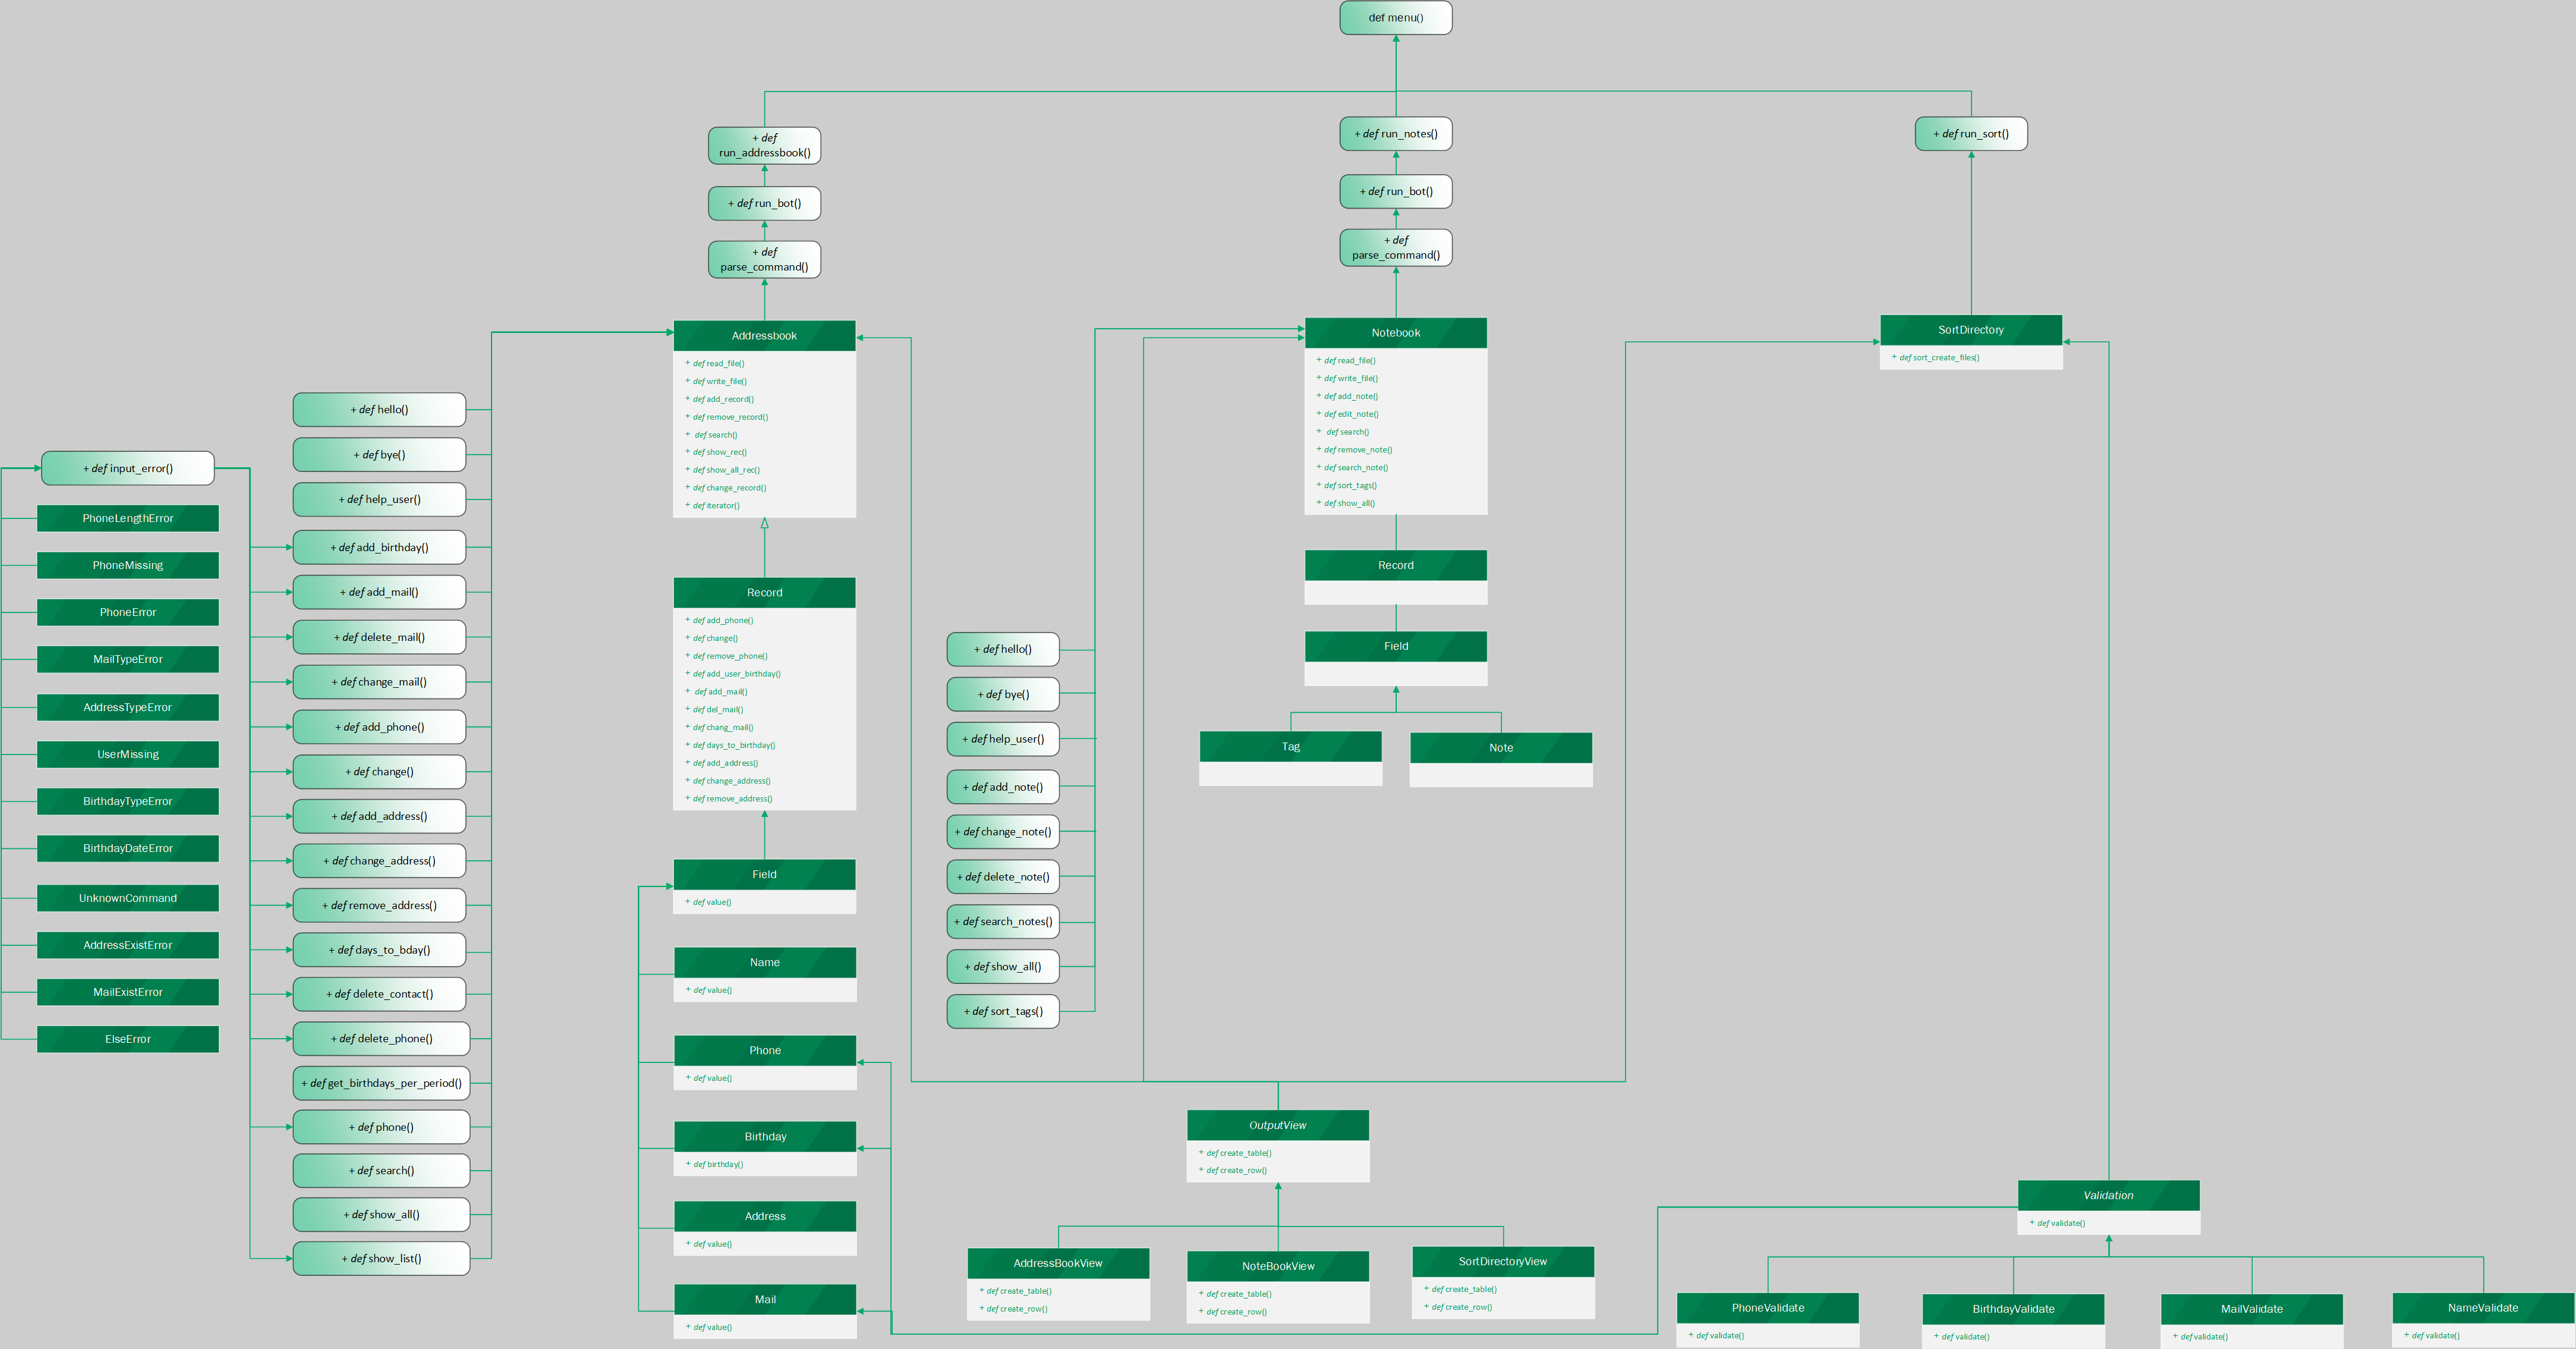 def menu()
+ def
run_addressbook()
+ def run_bot()
+ def
parse_command()
+ def run_notes()
+ def run_bot()
+ def
parse_command()
+ def run_sort()
Addressbook
+ def read_file()
+ def write_file()
+ def add_record()
+ def remove_record()
+ def search()
+ def show_rec()
+ def show_all_rec()
+ def change_record()
+ def iterator()
Notebook
+ def read_file()
+ def write_file()
+ def add_note()
+ def edit_note()
+ def search()
+ def remove_note()
+ def search_note()
+ def sort_tags()
+ def show_all()
SortDirectory
+ def sort_create_files()
+ def input_error()
PhoneLengthError
PhoneMissing
PhoneError
MailTypeError
AddressTypeError
UserMissing
BirthdayTypeError
BirthdayDateError
UnknownCommand
AddressExistError
MailExistError
ElseError
+ def hello()
+ def bye()
+ def help_user()
+ def add_birthday()
+ def add_mail()
+ def delete_mail()
+ def change_mail()
+ def add_phone()
+ def change()
+ def add_address()
+ def change_address()
+ def remove_address()
+ def days_to_bday()
+ def delete_contact()
+ def delete_phone()
+ def get_birthdays_per_period()
+ def phone()
+ def search()
+ def show_all()
+ def show_list()
Record
+ def add_phone()
+ def change()
+ def remove_phone()
+ def add_user_birthday()
+ def add_mail()
+ def del_mail()
+ def chang_mail()
+ def days_to_birthday()
+ def add_address()
+ def change_address()
+ def remove_address()
Field
+ def value()
Name
+ def value()
Phone
+ def value()
Birthday
+ def birthday()
Address
+ def value()
Mail
+ def value()
+ def hello()
+ def bye()
+ def help_user()
+ def add_note()
+ def change_note()
+ def delete_note()
+ def search_notes()
+ def show_all()
+ def sort_tags()
Record
Field
Tag
Note
OutputView
+ def create_table()
+ def create_row()
AddressBookView
+ def create_table()
+ def create_row()
NoteBookView
+ def create_table()
+ def create_row()
SortDirectoryView
+ def create_table()
+ def create_row()
Validation
+ def validate()
PhoneValidate
+ def validate()
BirthdayValidate
+ def validate()
MailValidate
+ def validate()
NameValidate
+ def validate()